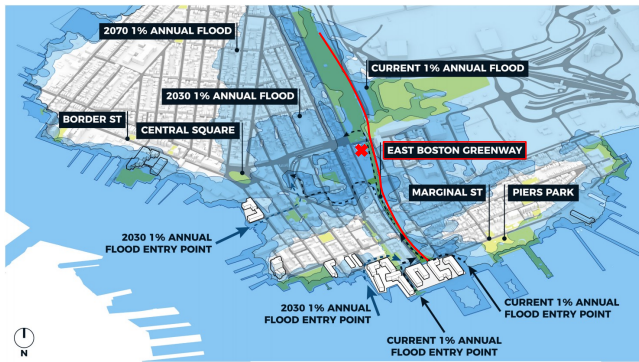 2070 1% ANNUAL FLOOD
CURRENT 1% ANNUAL FLOOD
2030 1% ANNUAL FLOOD
BORDER ST
CENTRAL SQUARE
EAST BOSTON GREENWAY
MARGINAL ST
PIERS PARK
2030 1% ANNUAL
FLOOD ENTRY POINT
2030 1% ANNUAL
FLOOD ENTRY POINT
CURRENT 1% ANNUAL
FLOOD ENTRY POINT
CURRENT 1% ANNUAL
FLOOD ENTRY POINT
N